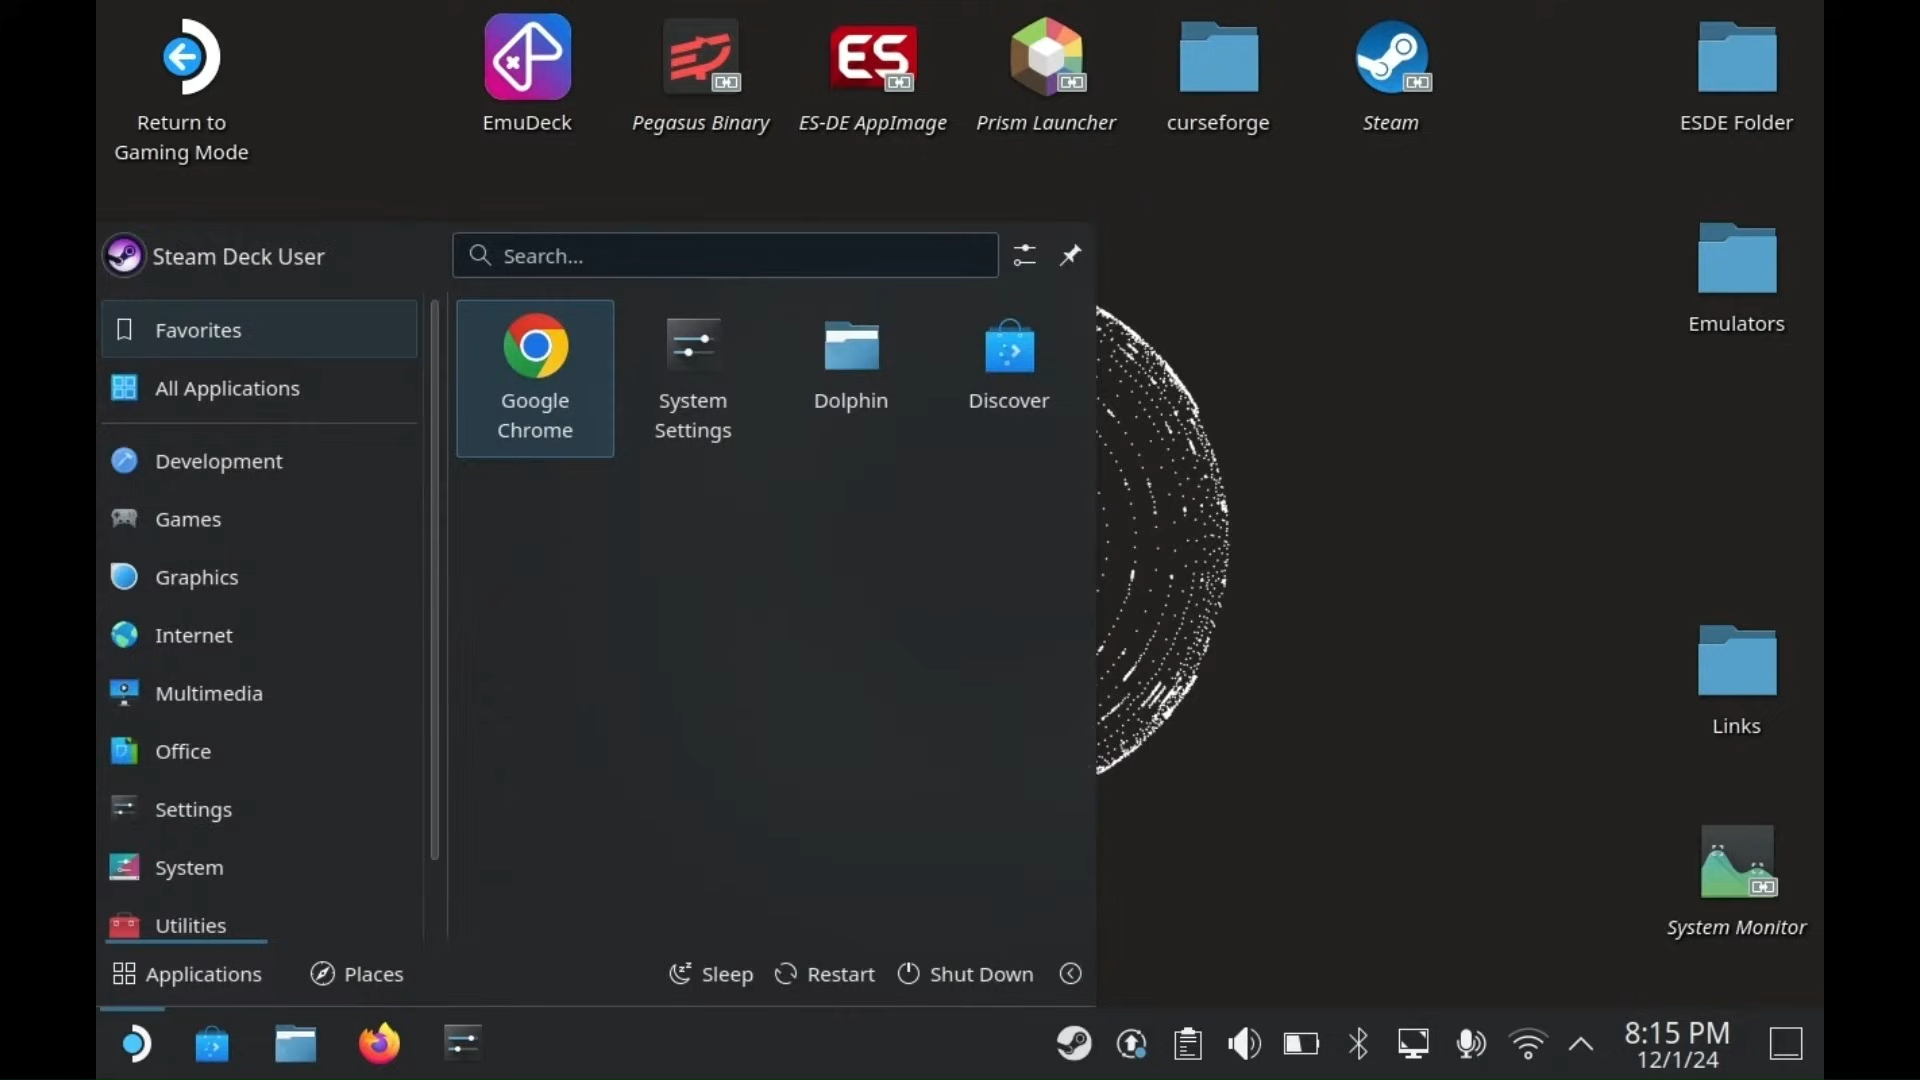 Return to
Gaming Mode
EmuDeck
Pegasus Binary
ES
ES-DE AppImage
Prism Launcher
curseforge
Steam
ESDE Folder
Steam Deck User
Search...
Favorites
All Applications
Development
Games
Graphics
Internet
Multimedia
Office
Settings
System
Utilities
Google
Chrome
System
Settings
Dolphin
Discover
Emulators
Links
System Monitor
Applications
Places
Sleep
Restart
Shut Down
8:15 PM
12/1/24